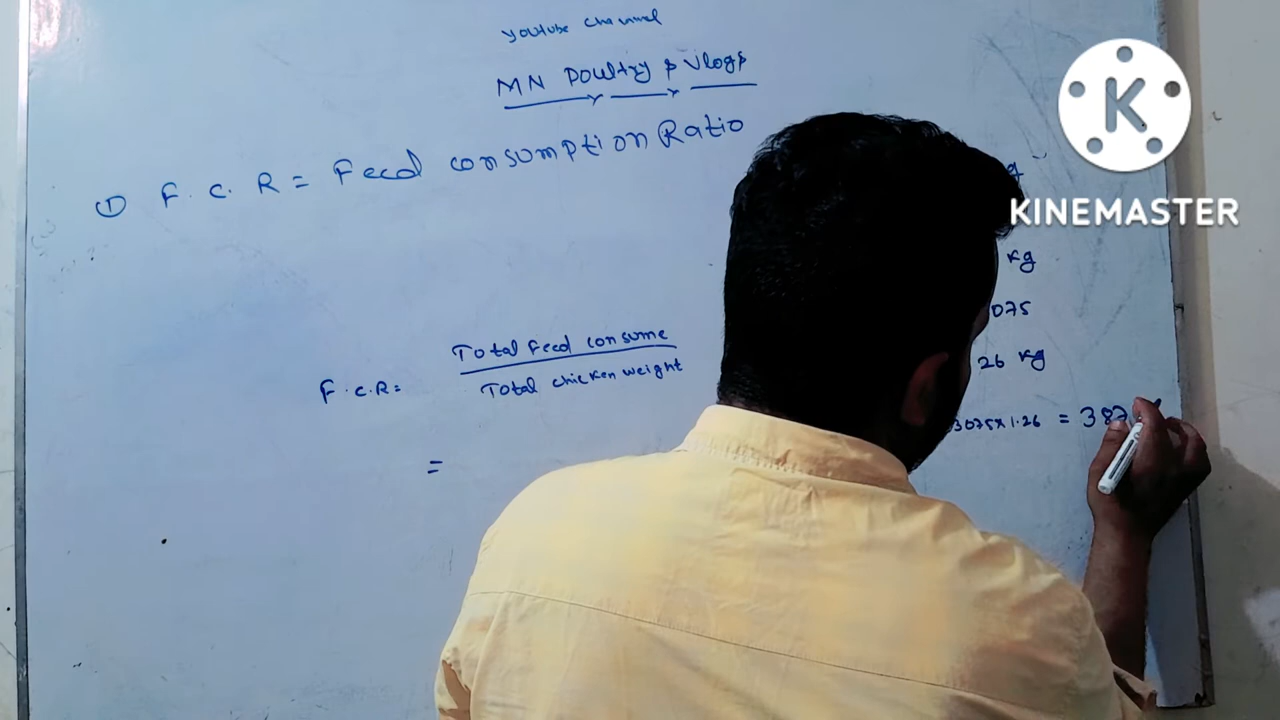 youtube channel
MN Poultry & Vlogs
① F.C.R = Feed consumption Ratio
KINEMASTER
kg
075
Total Feed consume
F.C.R = Total chicken weight
26 kg
3075 x 1.26 = 387
=